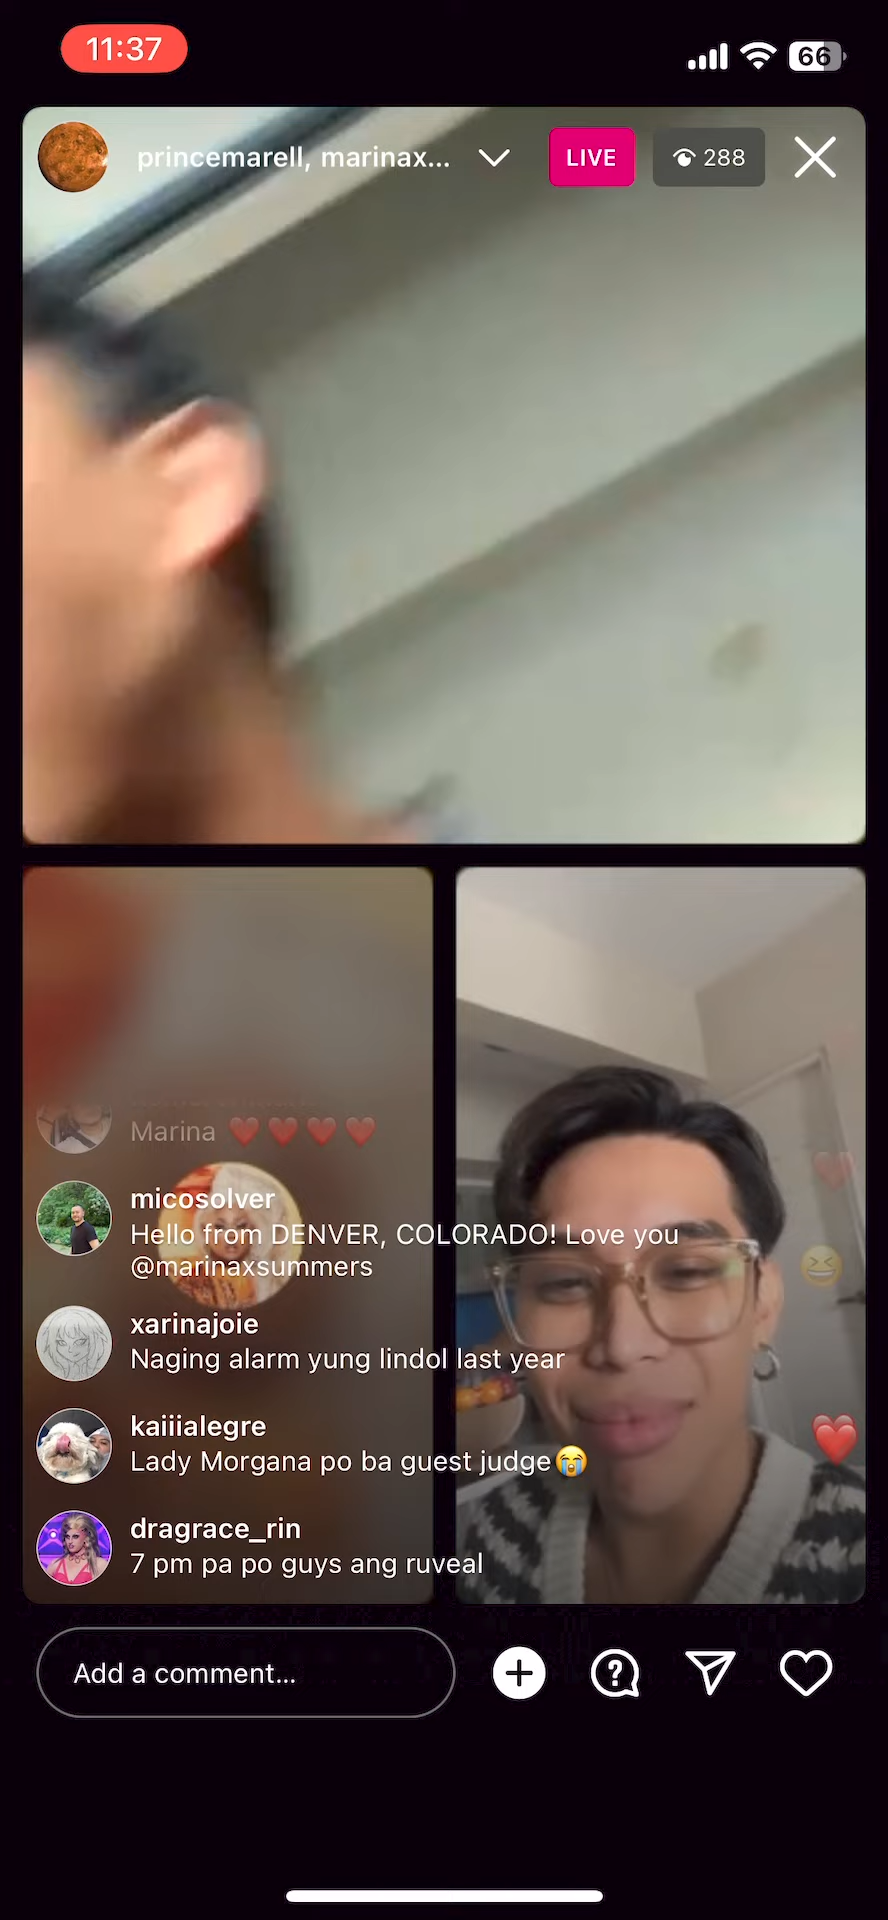 11:37
66
princemarell, marinax...
LIVE
288
Marina ❤️ ❤️ ❤️ ❤️
micosolver
Hello from DENVER, COLORADO! Love you
@marinaxsummers
xarinajoie
Naging alarm yung lindol last year
kaiiialegre
Lady Morgana po ba guest judge😭
dragrace_rin
7 pm pa po guys ang ruveal
Add a comment...